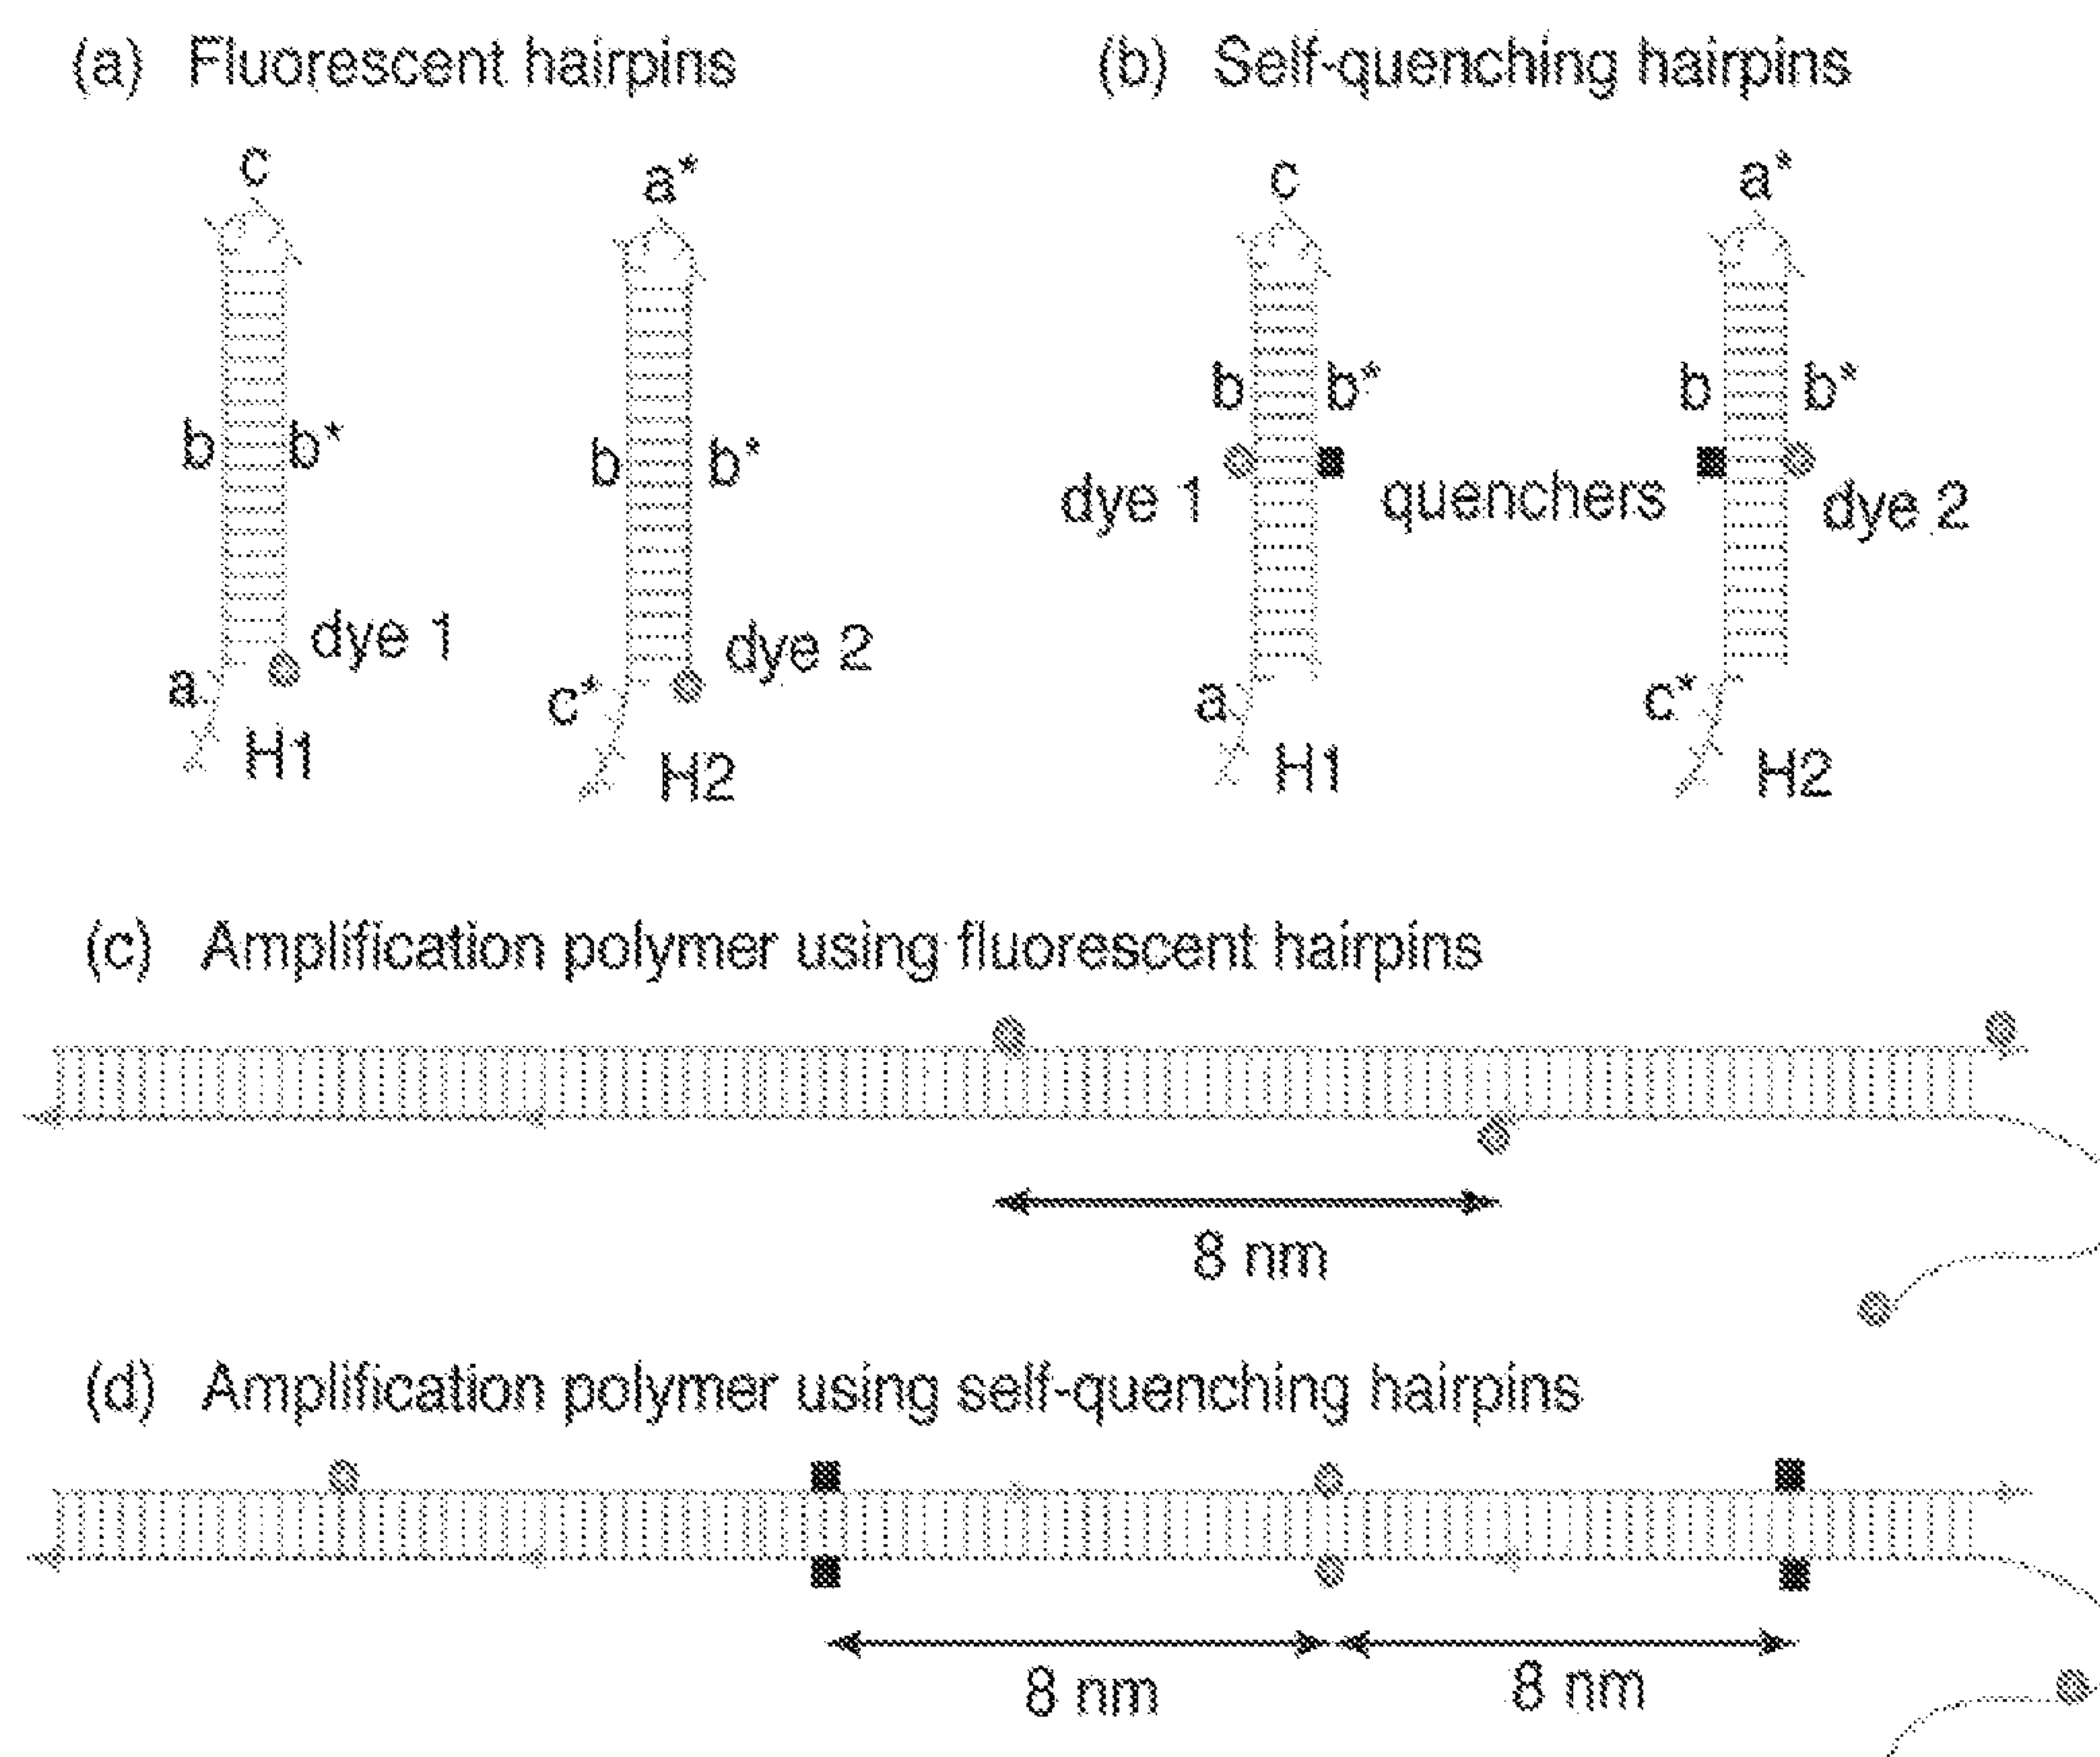 (a) Fluorescent hairpins
(b) Self-quenching hairpins
c
a*
c
a*
b
b*
b
b*
b
b*
b
b*
dye 1
quenchers
dye 2
dye 1
dye 2
a
c*
a
c*
H1
H2
H1
H2
(c) Amplification polymer using fluorescent hairpins
8 nm
(d) Amplification polymer using self-quenching hairpins
8 nm
8 nm